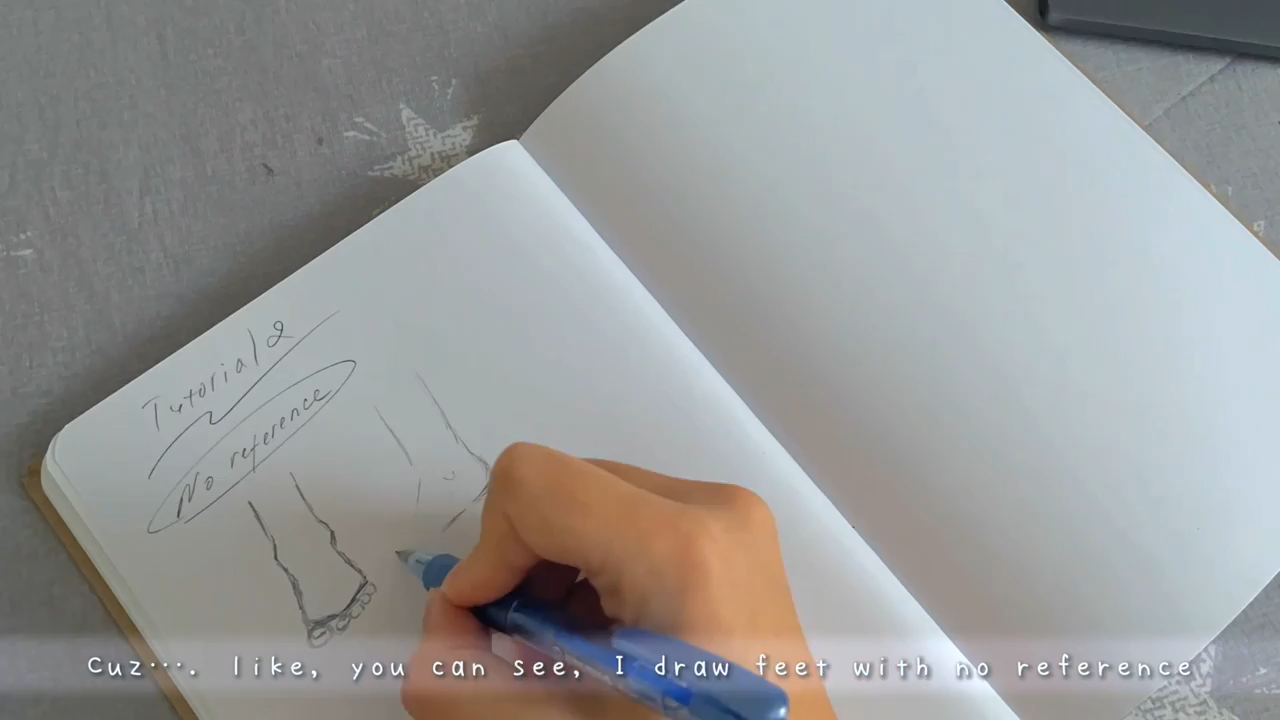 Tutorial 2
No reference
Cuz.... like, you can see, I draw feet with no reference